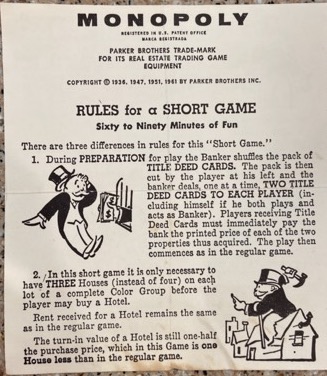 MONOPOLY
REGISTERED IN U.S. PATENT OFFICE
MARCA REGISTRADA
PARKER BROTHERS TRADE-MARK
FOR ITS REAL ESTATE TRADING GAME
EQUIPMENT
COPYRIGHT © 1936, 1947, 1951, 1961 BY PARKER BROTHERS INC.
RULES for a SHORT GAME
Sixty to Ninety Minutes of Fun
There are three differences in rules for this "Short Game."
1. During PREPARATION for play the Banker shuffles the pack of
TITLE DEED CARDS. The pack is then
cut by the player at his left and the
banker deals, one at a time, TWO TITLE
DEED CARDS TO EACH PLAYER (in-
cluding himself if he both plays and
acts as Banker). Players receiving Title
Deed Cards must immediately pay the
bank the printed price of each of the two
properties thus acquired. The play then
commences as in the regular game.
$
2. In this short game it is only necessary to
have THREE Houses (instead of four) on each
lot of a complete Color Group before the
player may buy a Hotel.
Rent received for a Hotel remains the same
as in the regular game.
The turn-in value of a Hotel is still one-half
the purchase price, which in this Game is one
House less than in the regular game.